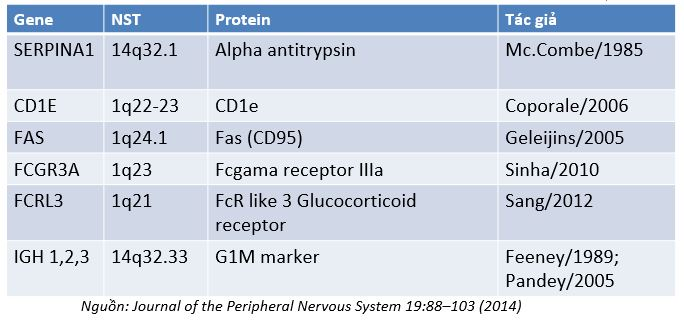 Gene NST Protein Tác giả
SERPINA1 14q32.1 Alpha antitrypsin Mc.Combe/1985
CD1E 1q22-23 CD1e Coporale/2006
FAS 1q24.1 Fas (CD95) Geleijins/2005
FCGR3A 1q23 Fcgama receptor IIIa Sinha/2010
FCRL3 1q21 FcR like 3 Glucocorticoid Sang/2012
receptor
IGH 1,2,3 14q32.33 G1M marker Feeney/1989;
Pandey/2005
Nguồn: Journal of the Peripheral Nervous System 19:88–103 (2014)